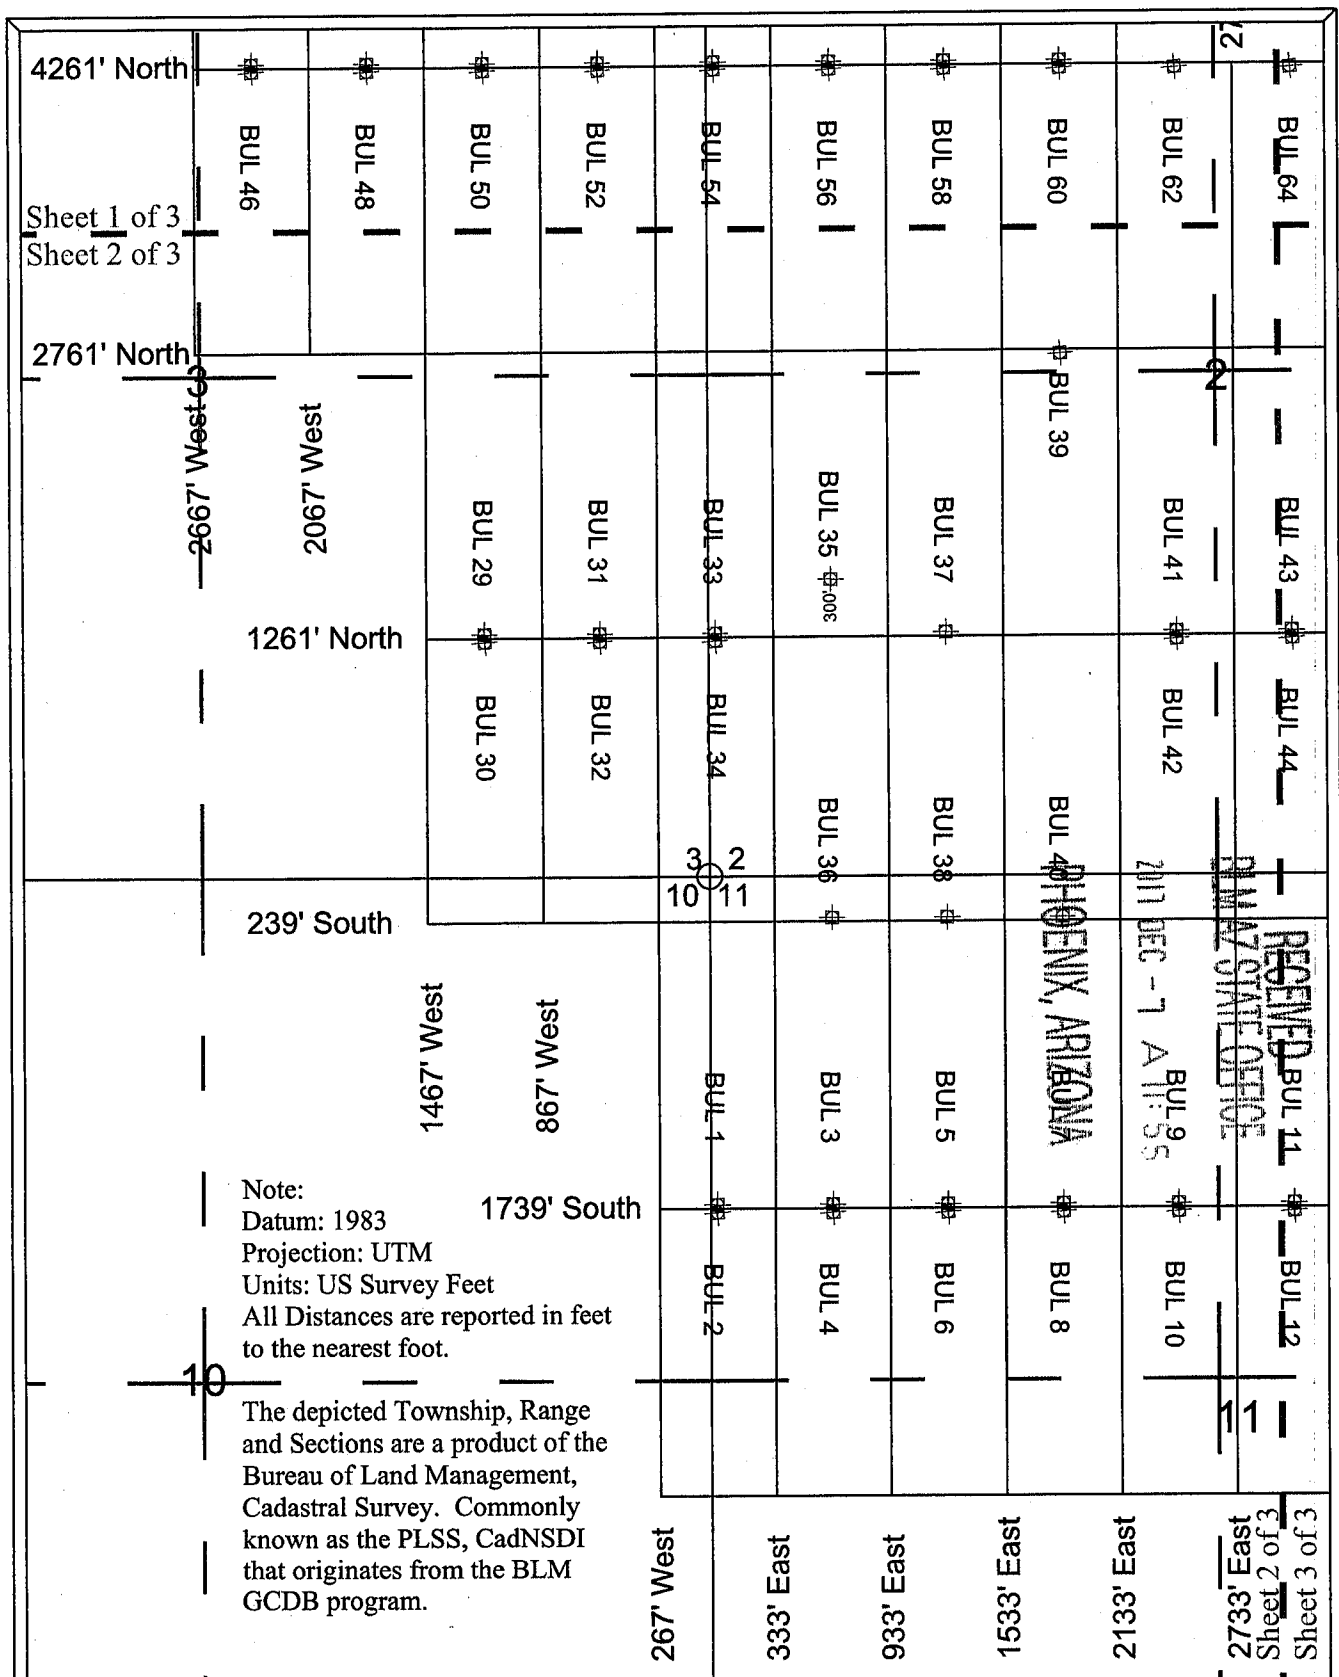 27
4261' North
BUL 46
BUL 48
BUL 50
BUL 52
BUL 54
BUL 56
BUL 58
BUL 60
BUL 62
BUL 64
Sheet 1 of 3
Sheet 2 of 3
2761' North
3
2
2697' West
2097' West
BUL 39
BUL 29
BUL 31
BUL 33
BUL 35
300'
BUL 37
BUL 41
BUL 43
1261' North
BUL 30
BUL 32
BUL 34
BUL 36
BUL 38
BUL 40
BUL 42
BUL 44
3 2
10 11
239' South
1467' West
867' West
RECEIVED
BLM AZ STATE OFFICE
2017 DEC -7 A 11:55
PHOENIX, ARIZONA
BUL 1
BUL 3
BUL 5
BUL 7
BUL 9
BUL 11
1739' South
BUL 2
BUL 4
BUL 6
BUL 8
BUL 10
BUL 12
Note:
Datum: 1983
Projection: UTM
Units: US Survey Feet
All Distances are reported in feet
to the nearest foot.
10
11
The depicted Township, Range
and Sections are a product of the
Bureau of Land Management,
Cadastral Survey. Commonly
known as the PLSS, CadNSDI
that originates from the BLM
GCDB program.
267' West
333' East
933' East
1533' East
2133' East
2733' East
Sheet 2 of 3
Sheet 3 of 3